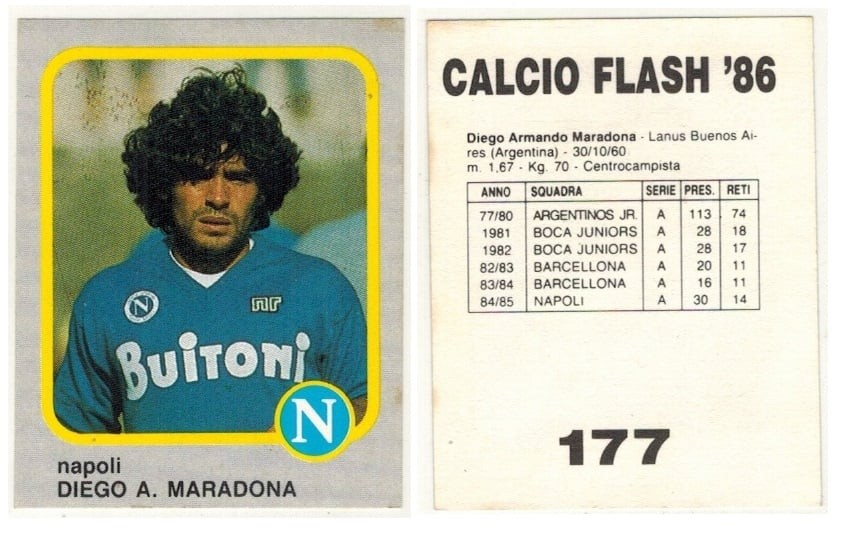 N
NR
BUITONI
N
napoli
DIEGO A. MARADONA
CALCIO FLASH '86
Diego Armando Maradona - Lanus Buenos Ai-
res (Argentina) - 30/10/60
m. 1,67 - Kg. 70 - Centrocampista
ANNO SQUADRA SERIE PRES. RETI
77/80 ARGENTINOS JR. A 113 74
1981 BOCA JUNIORS A 28 18
1982 BOCA JUNIORS A 28 17
82/83 BARCELLONA A 20 11
83/84 BARCELLONA A 16 11
84/85 NAPOLI A 30 14
177